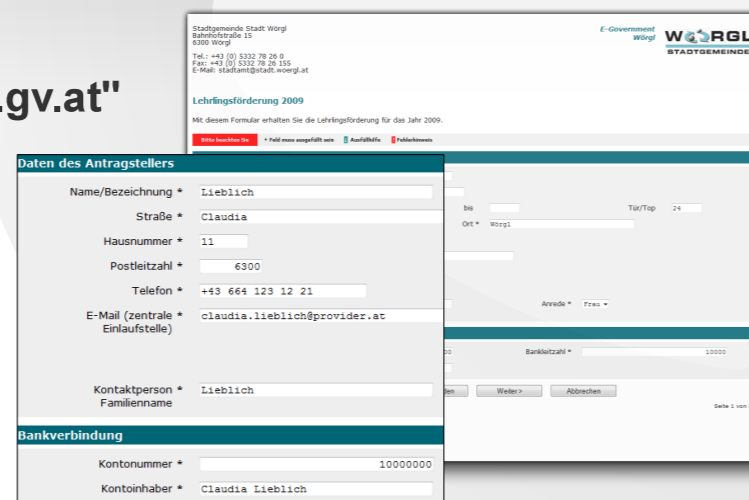 .gv.at"
Stadtgemeinde Stadt Wörgl
Bahnhofstraße 15
6300 Wörgl
Tel.: +43 (0) 5332 78 26 0
Fax: +43 (0) 5332 78 26 155
E-Mail: stadtamt@stadt.woergl.at
E-Government
Wörgl
WOERGL
STADTGEMEINDE
Lehrlingsförderung 2009
Mit diesem Formular erhalten Sie die Lehrlingsförderung für das Jahr 2009.
Bitte beachten Sie * Feld muss ausgefüllt sein Ausfüllhilfe Fehlerhinweis
bis Tür/Top 24
Ort * Wörgl
Anrede * Frau
Bankleitzahl * 10000
Weiter > Abbrechen
Seite 1 von
Daten des Antragstellers
Name/Bezeichnung * Lieblich
Straße * Claudia
Hausnummer * 11
Postleitzahl * 6300
Telefon * +43 664 123 12 21
E-Mail (zentrale * claudia.lieblich@provider.at
Einlaufstelle)
Kontaktperson * Lieblich
Familienname
Bankverbindung
Kontonummer * 10000000
Kontoinhaber * Claudia Lieblich